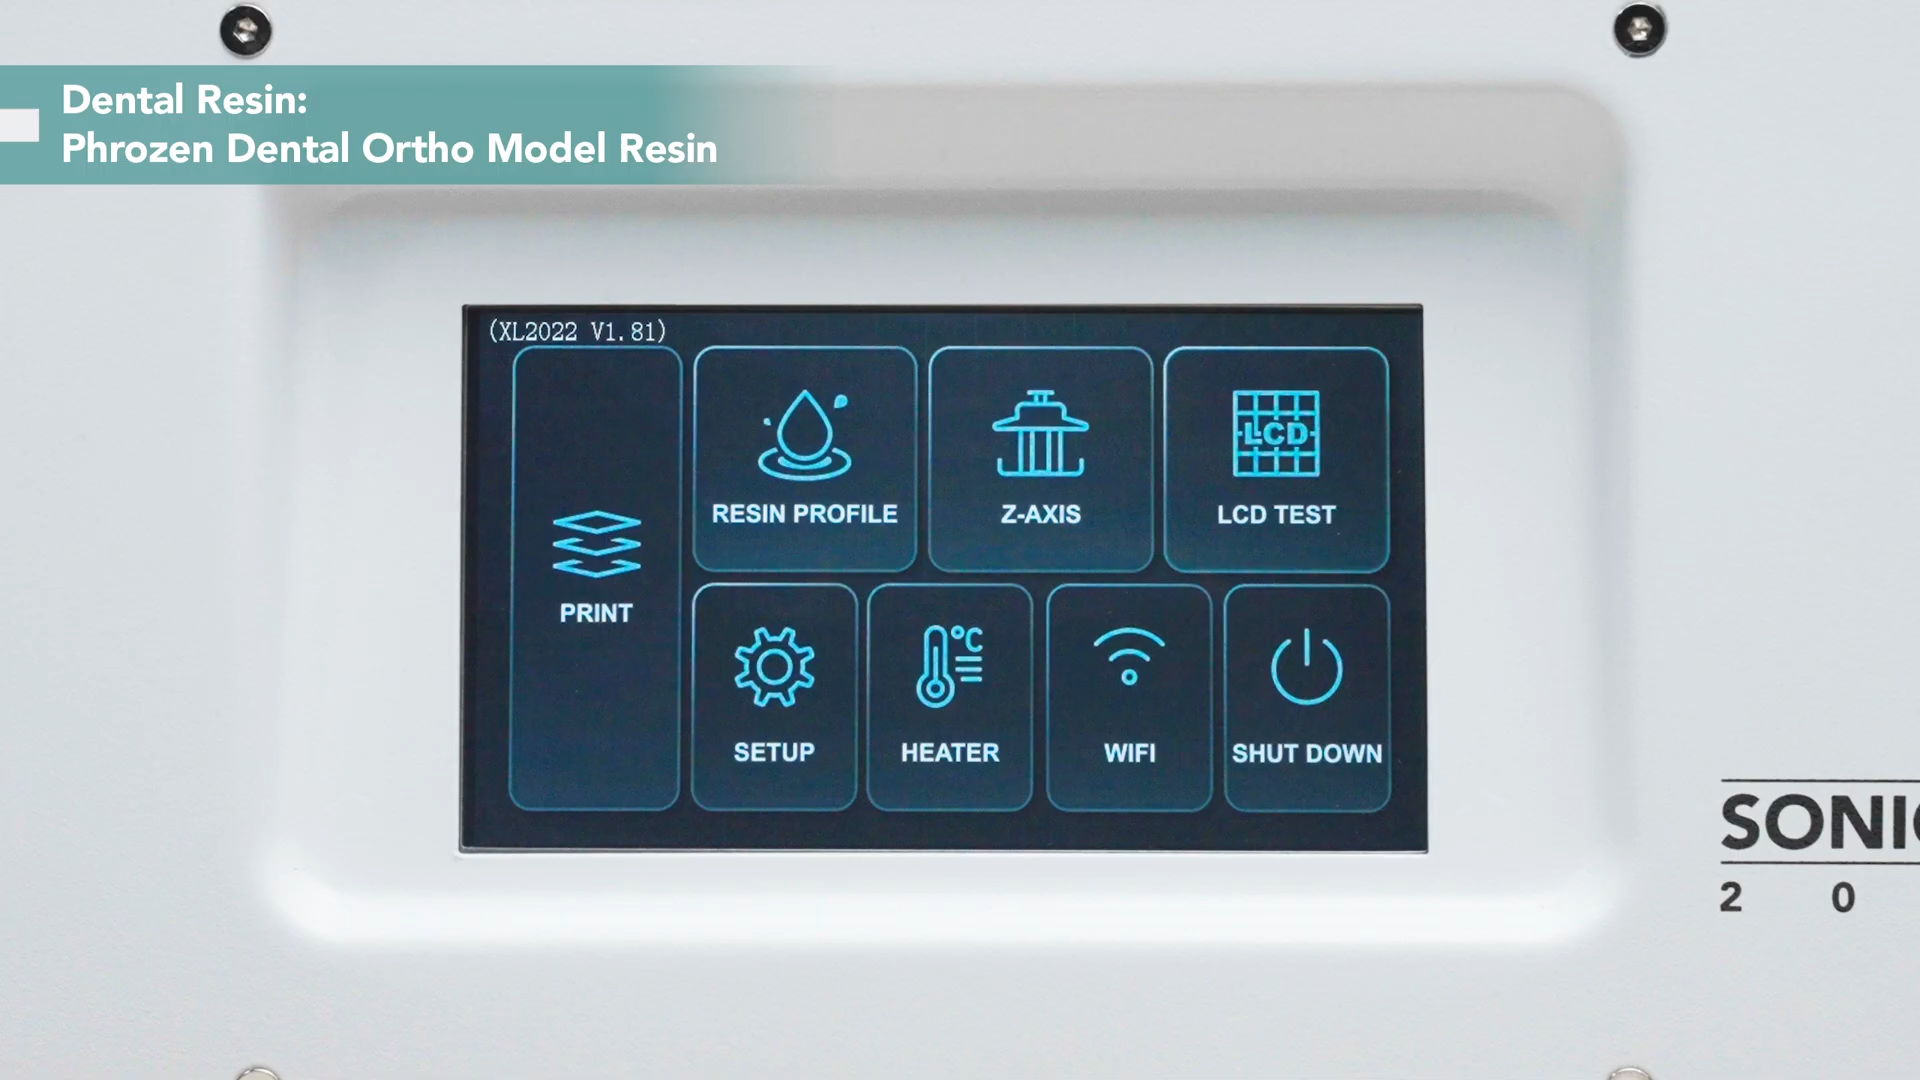 Dental Resin:
Phrozen Dental Ortho Model Resin
(XL2022 V1.81)
PRINT
RESIN PROFILE
Z-AXIS
LCD
LCD TEST
SETUP
°C
HEATER
WIFI
SHUT DOWN
SONIC
2 0